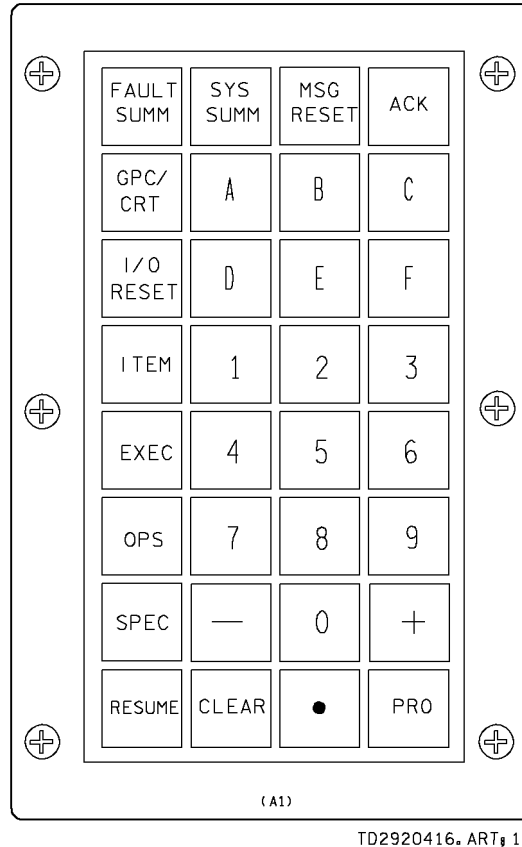 FAULT SUMM
SYS SUMM
MSG RESET
ACK
GPC/ CRT
A
B
C
I/O RESET
D
E
F
ITEM
1
2
3
EXEC
4
5
6
OPS
7
8
9
SPEC
—
0
+
RESUME
CLEAR
•
PRO
(A1)
TD2920416. ART; 1